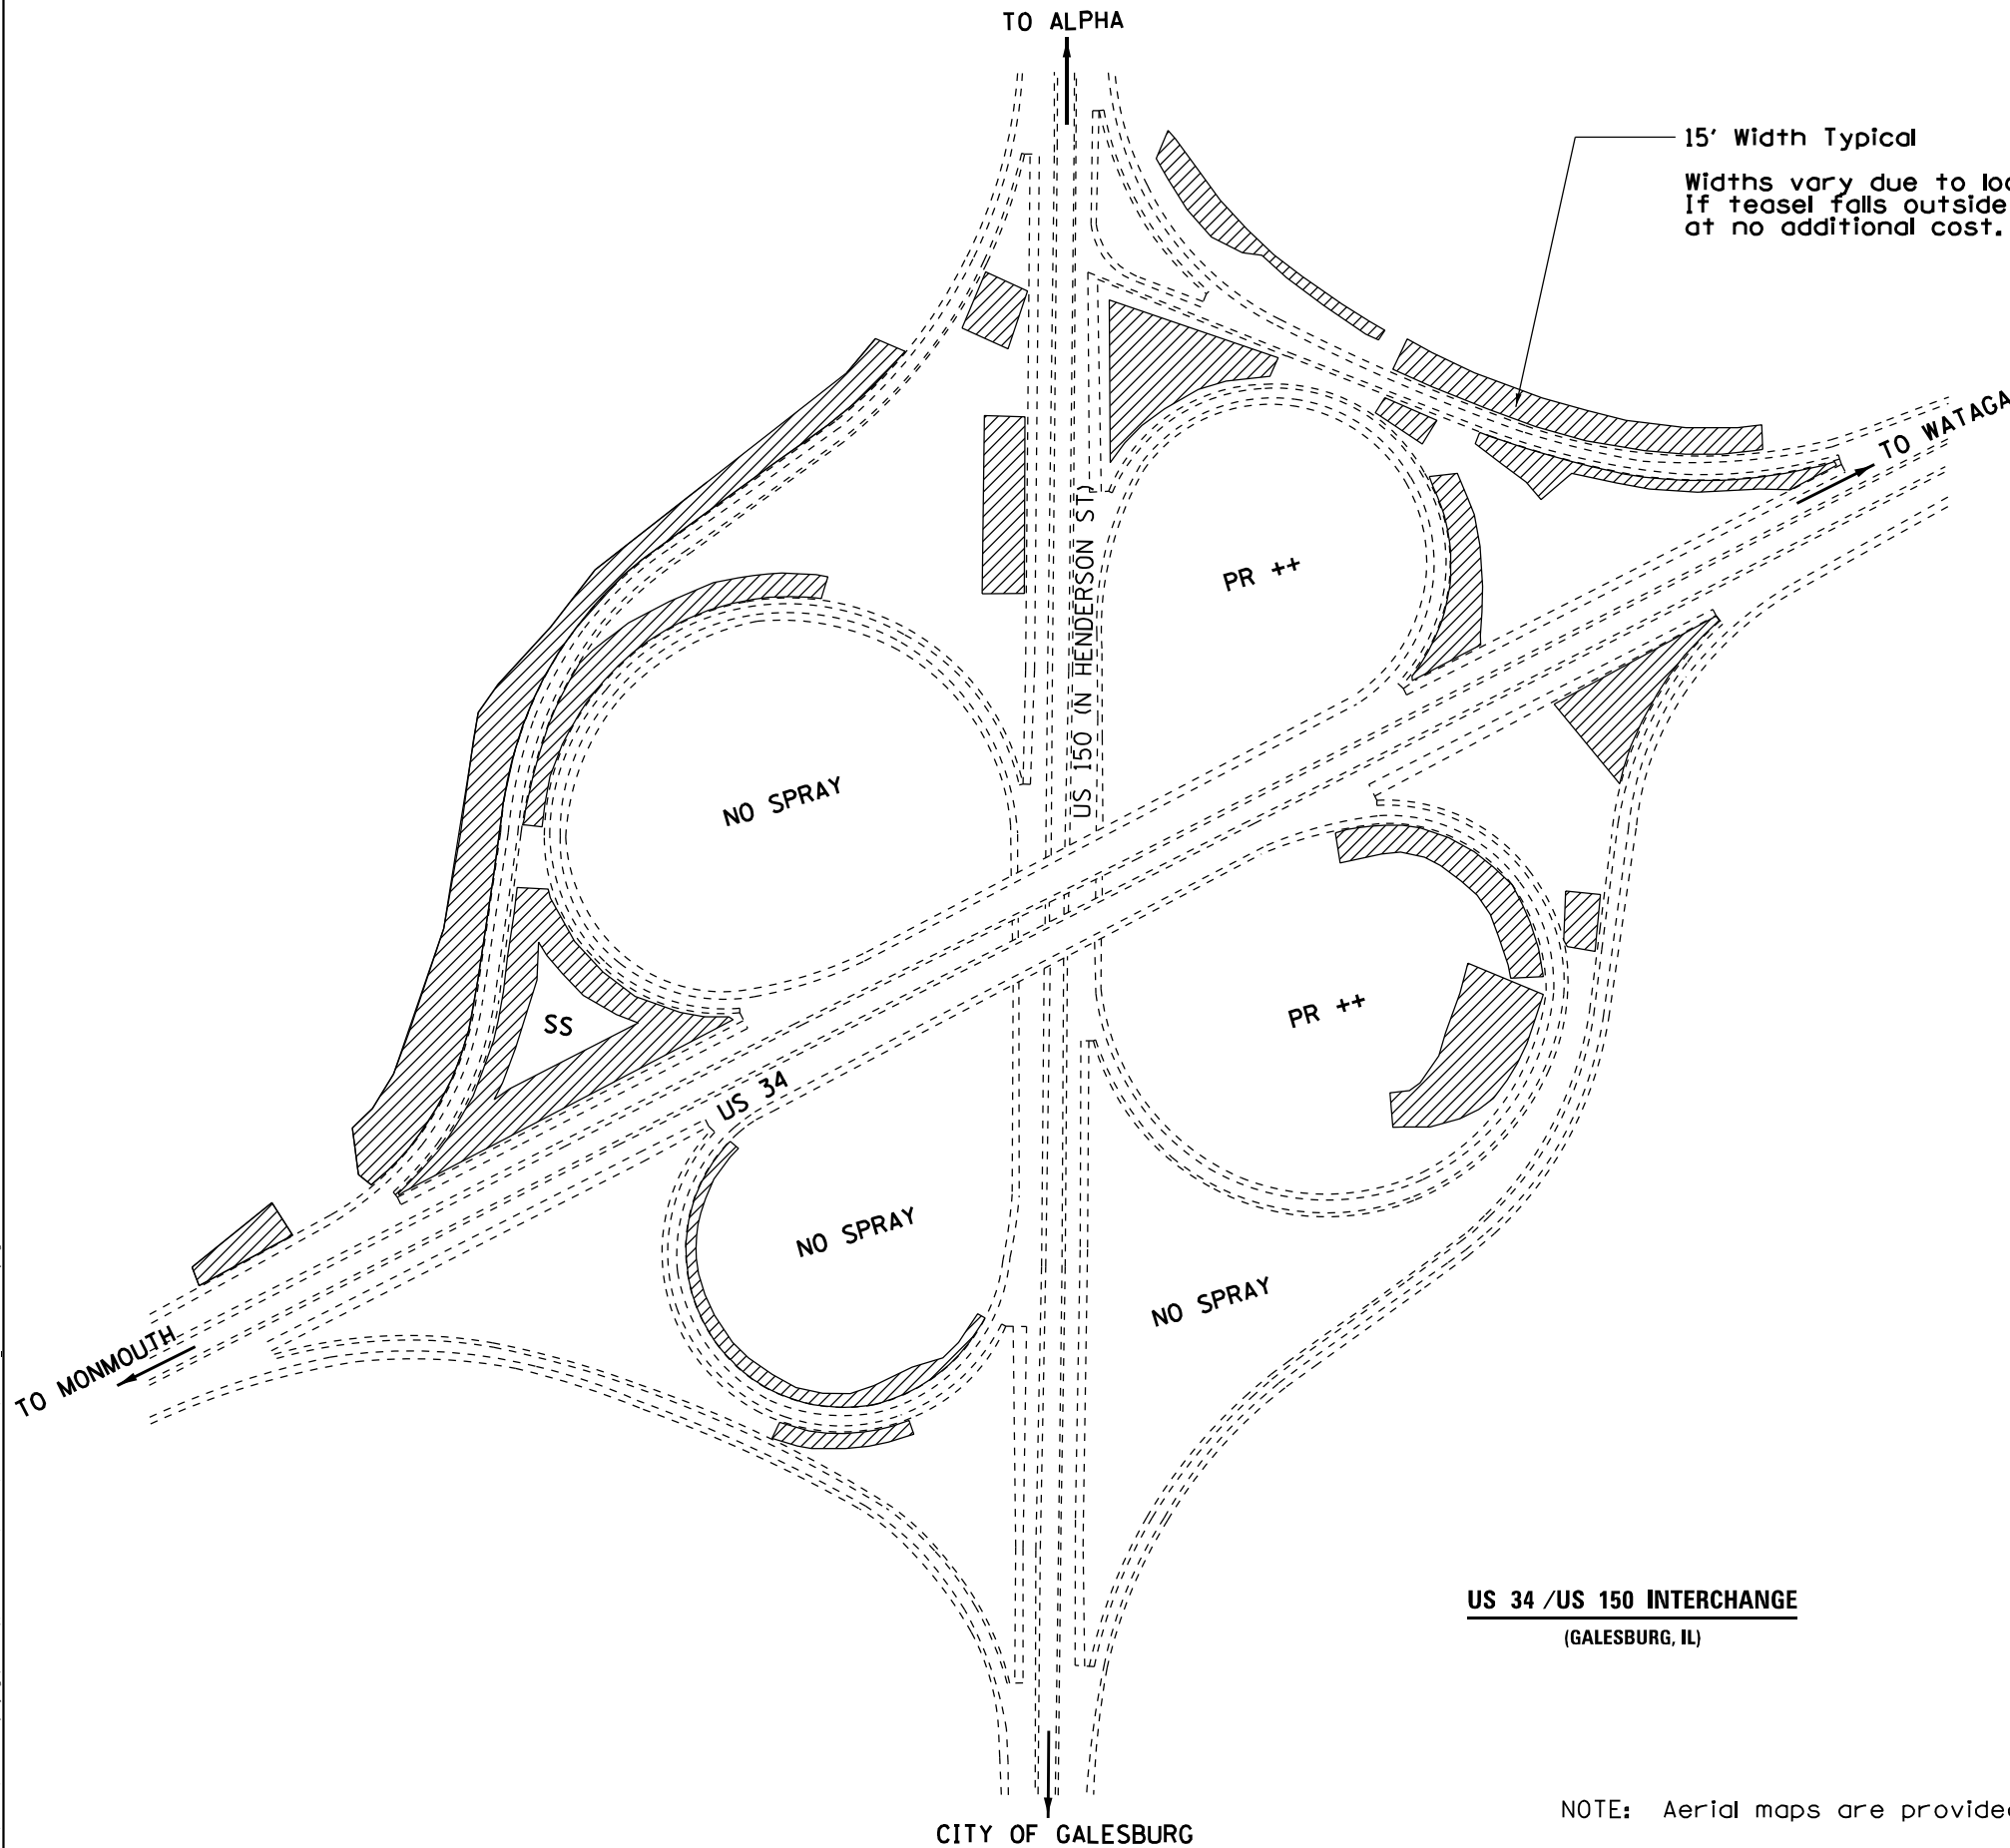 TO ALPHA
15' Width Typical
Widths vary due to
If teasel falls outside
at no additional cost.
TO WATAGA
US 150 (N HENDERSON ST)
PR ++
NO SPRAY
PR ++
SS
US 34
NO SPRAY
NO SPRAY
TO MONMOUTH
US 34 /US 150 INTERCHANGE
(GALESBURG, IL)
NOTE: Aerial maps are provided
CITY OF GALESBURG